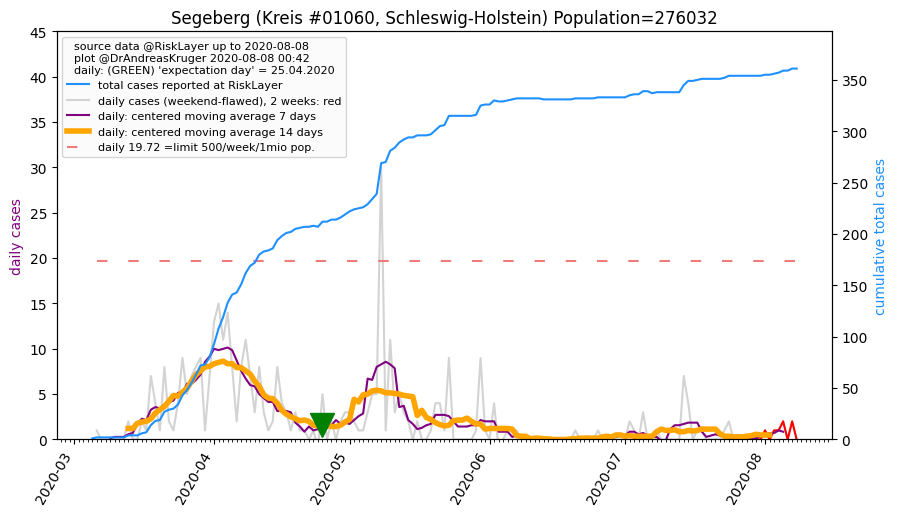 Segeberg (Kreis #01060, Schleswig-Holstein) Population=276032
source data @RiskLayer up to 2020-08-08
plot @DrAndreasKruger 2020-08-08 00:42
daily: (GREEN) 'expectation day' = 25.04.2020
total cases reported at RiskLayer
daily cases (weekend-flawed), 2 weeks: red
daily: centered moving average 7 days
daily: centered moving average 14 days
daily 19.72 =limit 500/week/1mio pop.
daily cases
45
40
35
30
25
20
15
10
5
0
cumulative total cases
350
300
250
200
150
100
50
0
2020-03
2020-04
2020-05
2020-06
2020-07
2020-08